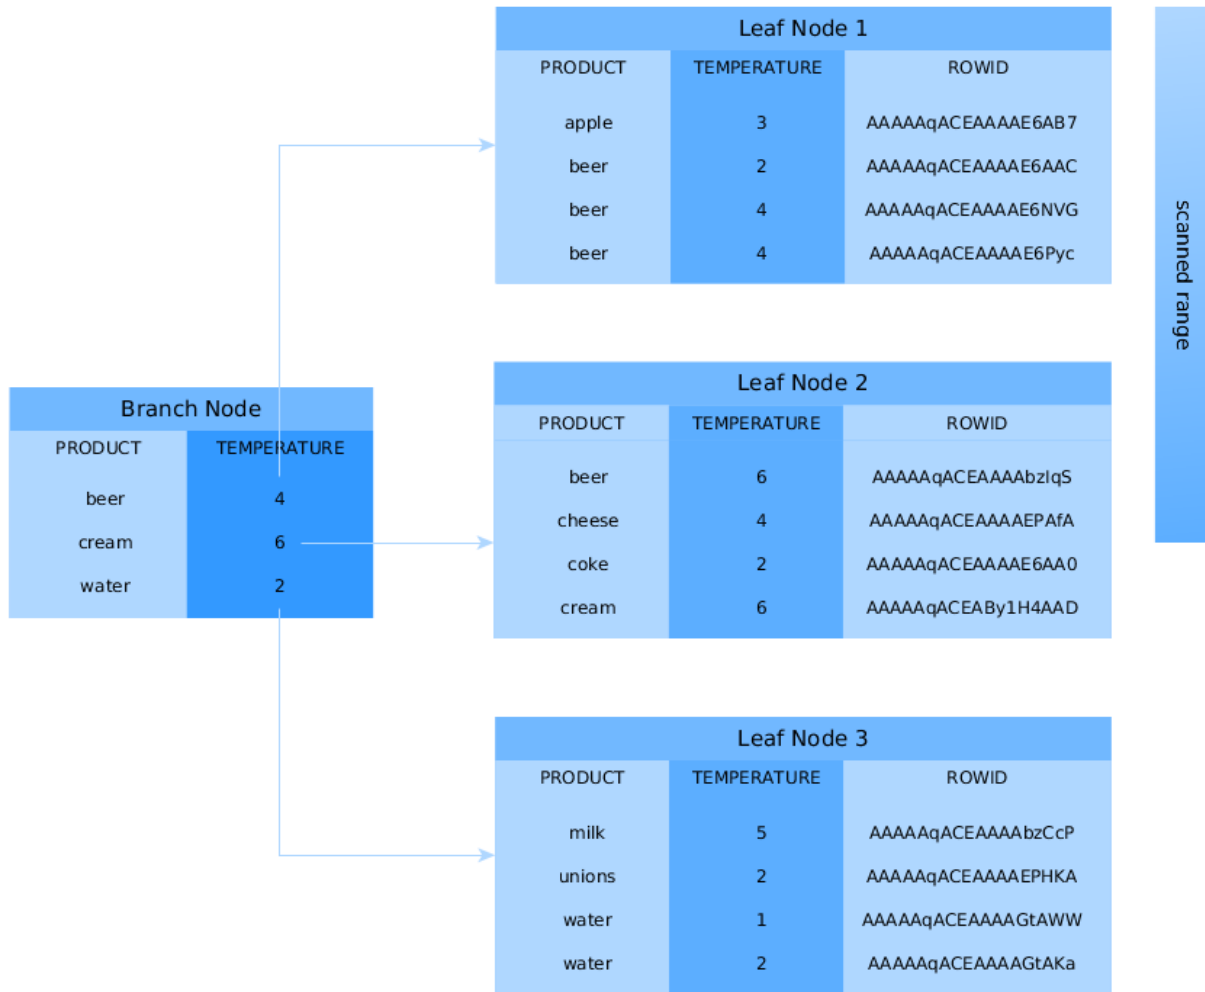 Leaf Node 1
PRODUCT TEMPERATURE ROWID
apple 3 AAAAAqACEAAAAE6AB7
beer 2 AAAAAqACEAAAAE6AAC
beer 4 AAAAAqACEAAAAE6NVG
beer 4 AAAAAqACEAAAAE6Pyc
scanned range
Branch Node
PRODUCT TEMPERATURE
beer 4
cream 6
water 2
Leaf Node 2
PRODUCT TEMPERATURE ROWID
beer 6 AAAAAqACEAAAAbzIqS
cheese 4 AAAAAqACEAAAAEPAfA
coke 2 AAAAAqACEAAAAE6AA0
cream 6 AAAAAqACEABy1H4AAD
Leaf Node 3
PRODUCT TEMPERATURE ROWID
milk 5 AAAAAqACEAAAAbzCcP
unions 2 AAAAAqACEAAAAEPHKA
water 1 AAAAAqACEAAAAGtAWW
water 2 AAAAAqACEAAAAGtAKa